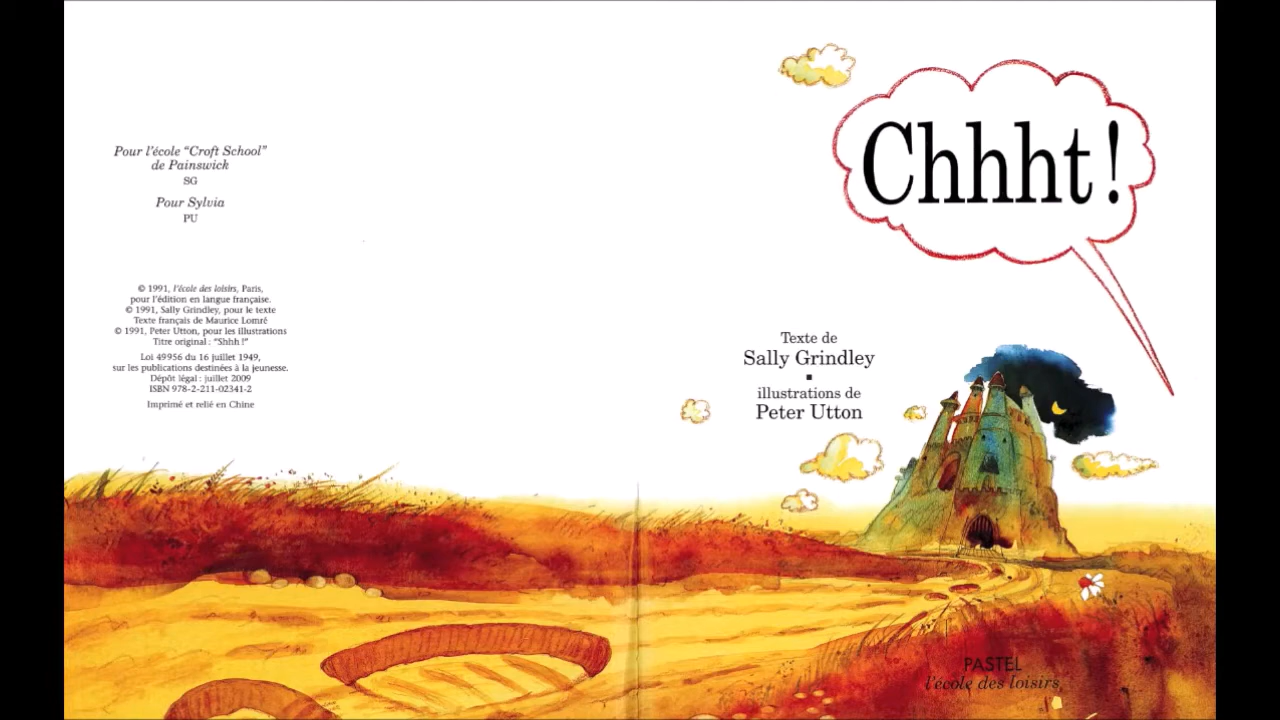 Pour l'école "Croft School"
de Painswick
SG
Pour Sylvia
PU
© 1991, l'école des loisirs, Paris,
pour l'édition en langue française.
© 1991, Sally Grindley, pour le texte
Texte français de Maurice Lomré
© 1991, Peter Utton, pour les illustrations
Titre original : "Shhh !"
Loi 49956 du 16 juillet 1949,
sur les publications destinées à la jeunesse.
Dépôt légal : juillet 2009
ISBN 978-2-211-02341-2
Imprimé et relié en Chine
Chhht !
Texte de
Sally Grindley
▪
illustrations de
Peter Utton
PASTEL
l'école des loisirs